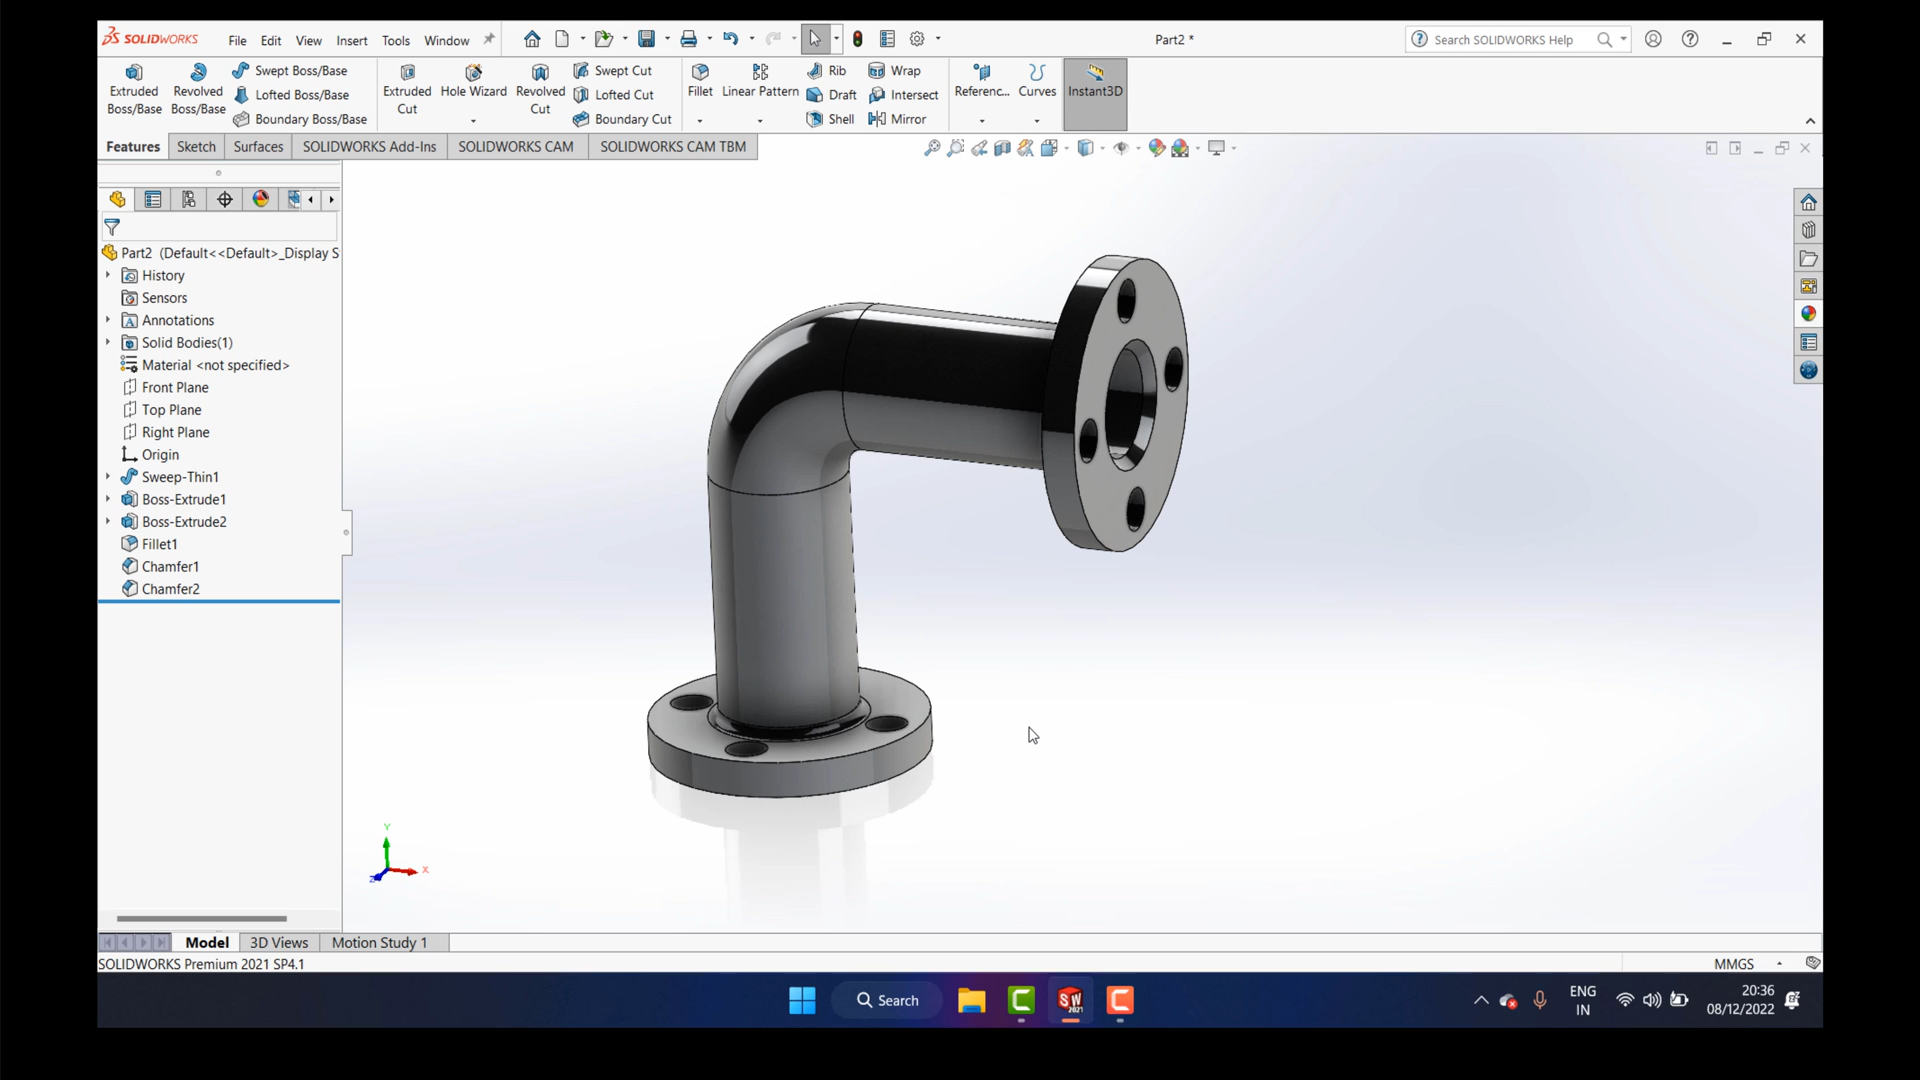 SOLIDWORKS File Edit View Insert Tools Window Part2 * Search SOLIDWORKS Help
Extruded Boss/Base
Revolved Boss/Base
Swept Boss/Base
Lofted Boss/Base
Boundary Boss/Base
Extruded Cut
Hole Wizard
Revolved Cut
Swept Cut
Lofted Cut
Boundary Cut
Fillet
Linear Pattern
Rib
Draft
Shell
Wrap
Intersect
Mirror
Referenc...
Curves
Instant3D
Features Sketch Surfaces SOLIDWORKS Add-Ins SOLIDWORKS CAM SOLIDWORKS CAM TBM
Part2 (Default<<Default>_Display S
History
Sensors
Annotations
Solid Bodies(1)
Material <not specified>
Front Plane
Top Plane
Right Plane
Origin
Sweep-Thin1
Boss-Extrude1
Boss-Extrude2
Fillet1
Chamfer1
Chamfer2
Y
X
Z
Model 3D Views Motion Study 1
SOLIDWORKS Premium 2021 SP4.1 MMGS
Search
SW
2021
ENG
IN
20:36
08/12/2022